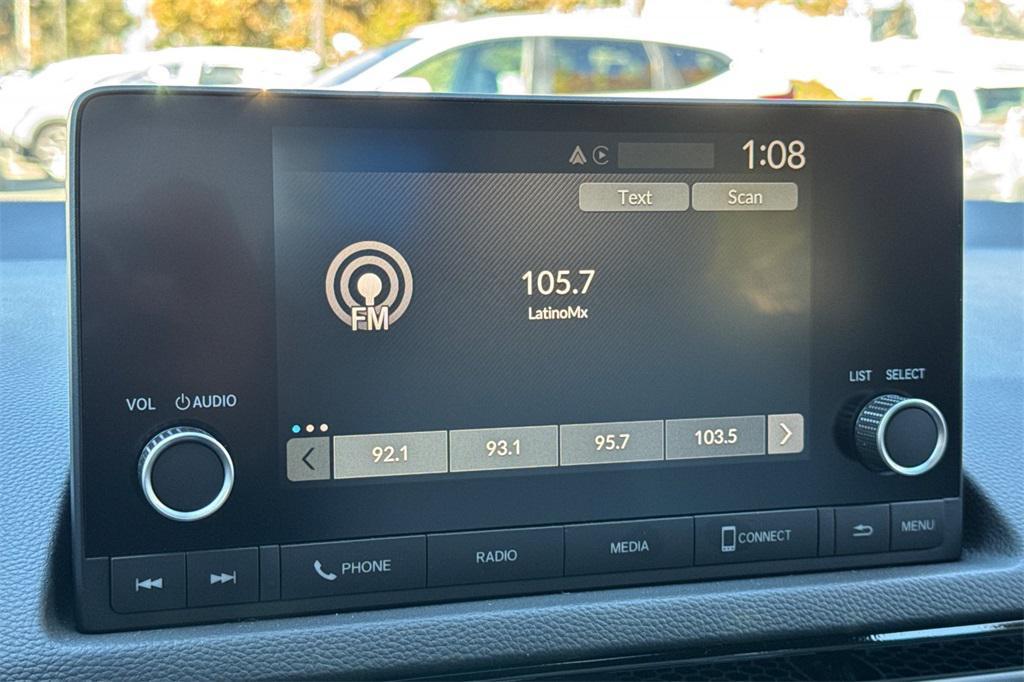 1:08
Text Scan
105.7
FM
LatinoMx
LIST SELECT
VOL AUDIO
92.1 93.1 95.7 103.5
PHONE RADIO MEDIA CONNECT MENU